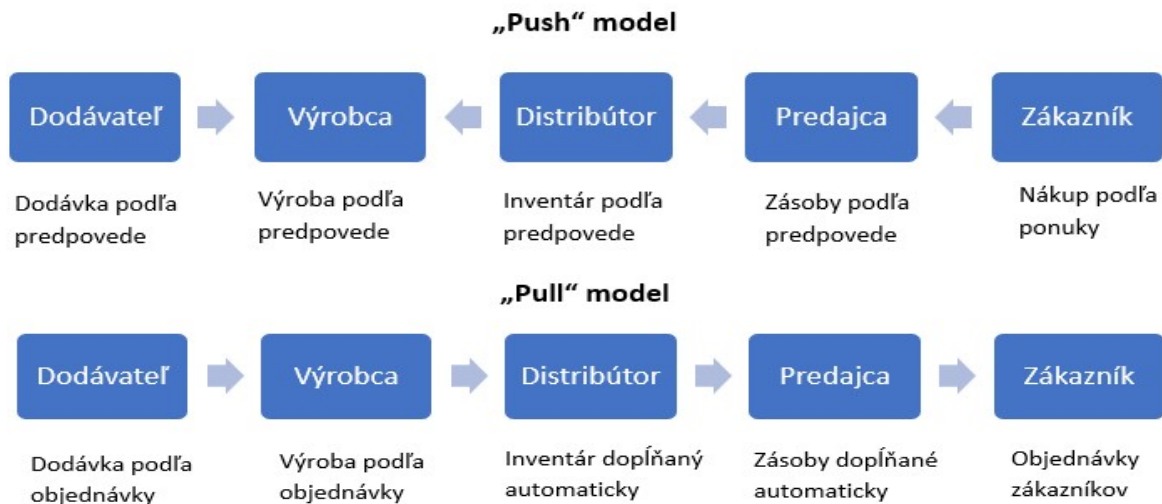 „Push“ model
Dodávateľ
Výrobca
Distribútor
Predajca
Zákazník
Dodávka podľa
predpovede
Výroba podľa
predpovede
Inventár podľa
predpovede
Zásoby podľa
predpovede
Nákup podľa
ponuky
„Pull“ model
Dodávateľ
Výrobca
Distribútor
Predajca
Zákazník
Dodávka podľa
objednávky
Výroba podľa
objednávky
Inventár dopĺňaný
automaticky
Zásoby dopĺňané
automaticky
Objednávky
zákazníkov